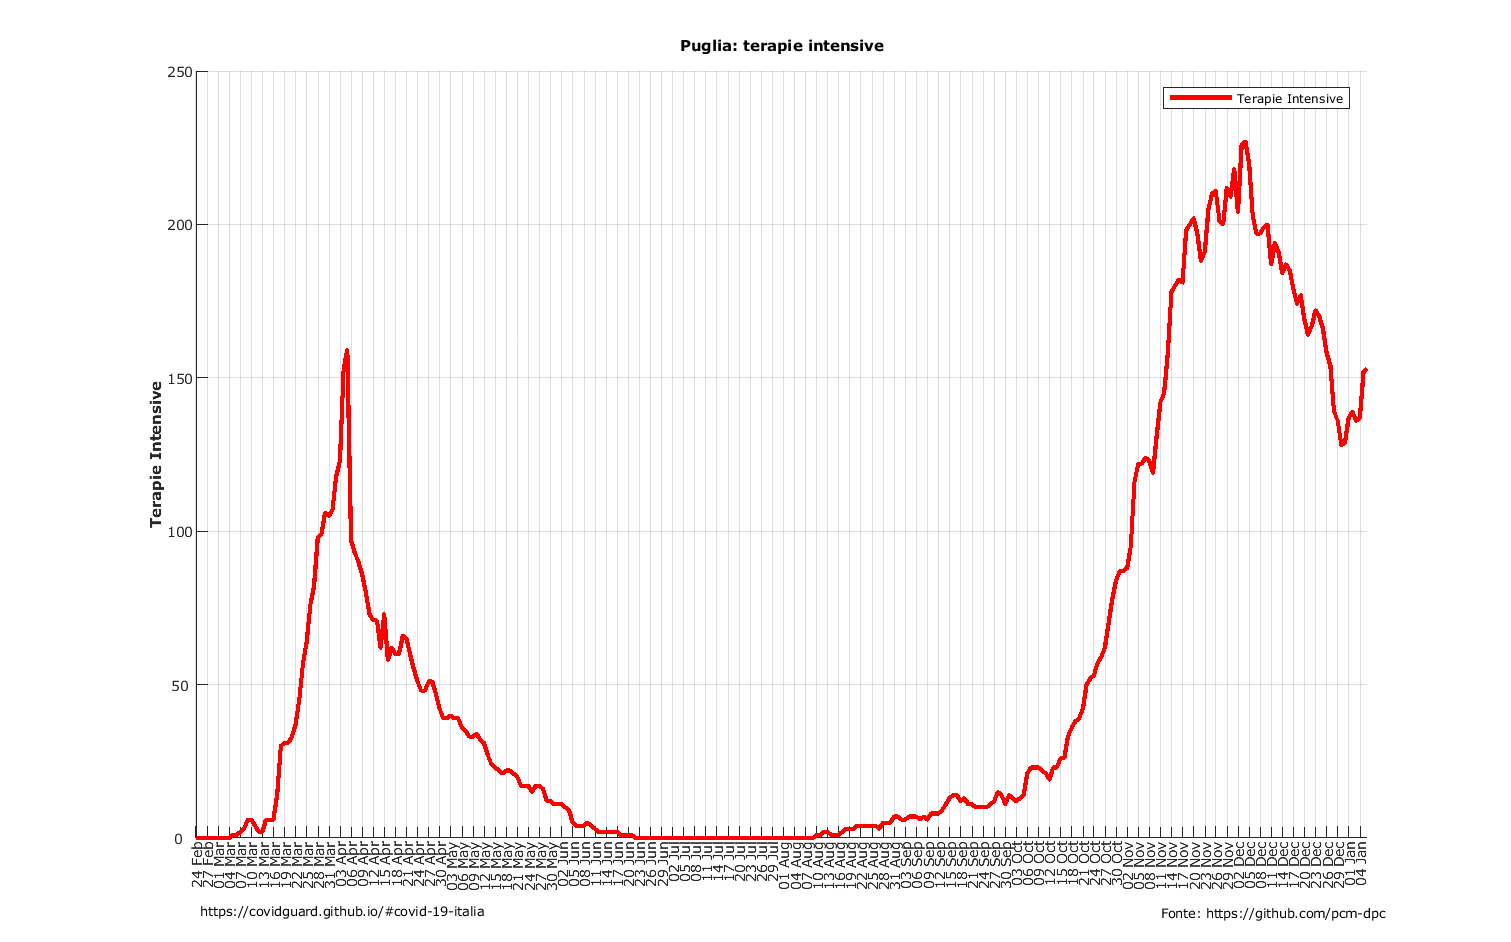 Puglia: terapie intensive
Terapie Intensive
Terapie Intensive
250
200
150
100
50
0
24 Feb
27 Feb
01 Mar
04 Mar
07 Mar
10 Mar
13 Mar
16 Mar
19 Mar
22 Mar
25 Mar
28 Mar
31 Mar
03 Apr
06 Apr
09 Apr
12 Apr
15 Apr
18 Apr
21 Apr
24 Apr
27 Apr
30 Apr
03 May
06 May
09 May
12 May
15 May
18 May
21 May
24 May
27 May
30 May
02 Jun
05 Jun
08 Jun
11 Jun
14 Jun
17 Jun
20 Jun
23 Jun
26 Jun
29 Jun
02 Jul
05 Jul
08 Jul
11 Jul
14 Jul
17 Jul
20 Jul
23 Jul
26 Jul
29 Jul
01 Aug
04 Aug
07 Aug
10 Aug
13 Aug
16 Aug
19 Aug
22 Aug
25 Aug
28 Aug
31 Aug
03 Sep
06 Sep
09 Sep
12 Sep
15 Sep
18 Sep
21 Sep
24 Sep
27 Sep
30 Sep
03 Oct
06 Oct
09 Oct
12 Oct
15 Oct
18 Oct
21 Oct
24 Oct
27 Oct
30 Oct
02 Nov
05 Nov
08 Nov
11 Nov
14 Nov
17 Nov
20 Nov
23 Nov
26 Nov
29 Nov
02 Dec
05 Dec
08 Dec
11 Dec
14 Dec
17 Dec
20 Dec
23 Dec
26 Dec
29 Dec
01 Jan
04 Jan
https://covidguard.github.io/#covid-19-italia
Fonte: https://github.com/pcm-dpc